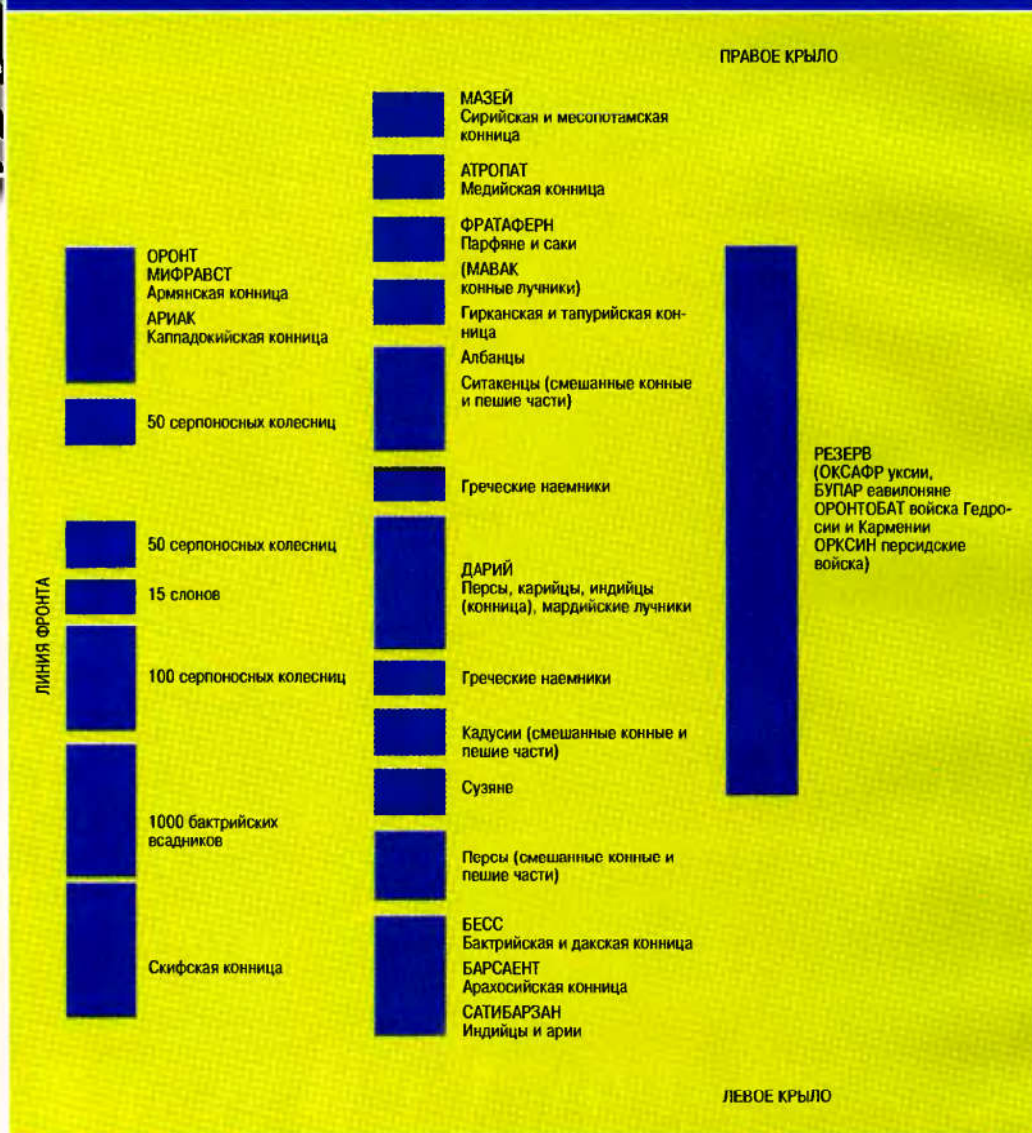 ПРАВОЕ КРЫЛО
ЛИНИЯ ФРОНТА
ОРОНТ
МИФРАВСТ
Армянская конница
АРИАК
Каппадокийская конница
50 серпоносных колесниц
50 серпоносных колесниц
15 слонов
100 серпоносных колесниц
1000 бактрийских
всадников
Скифская конница
МАЗЕЙ
Сирийская и месопотамская
конница
АТРОПАТ
Медийская конница
ФРАТАФЕРН
Парфяне и саки
(МАВАК
конные лучники)
Гирканская и тапурийская кон-
ница
Албанцы
Ситакенцы (смешанные конные
и пешие части)
Греческие наемники
ДАРИЙ
Персы, карийцы, индийцы
(конница), мардийские лучники
Греческие наемники
Кадусии (смешанные конные и
пешие части)
Сузяне
Персы (смешанные конные и
пешие части)
БЕСС
Бактрийская и дакская конница
БАРСАЕНТ
Арахосийская конница
САТИБАРЗАН
Индийцы и арии
РЕЗЕРВ
(ОКСАФР уксии,
БУПАР еавилоняне
ОРОНТОБАТ войска Гедро-
сии и Кармении
ОРКСИН персидские
войска)
ЛЕВОЕ КРЫЛО